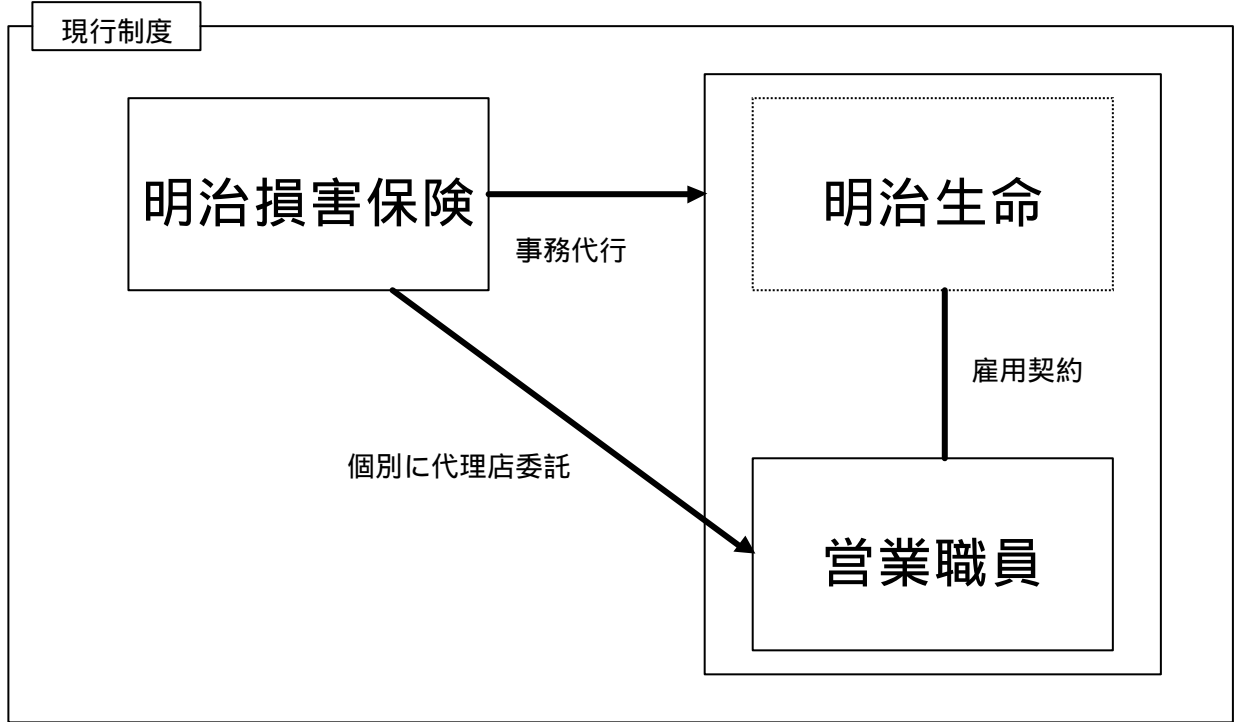 現行制度
明治損害保険
明治生命
事務代行
雇用契約
個別に代理店委託
営業職員